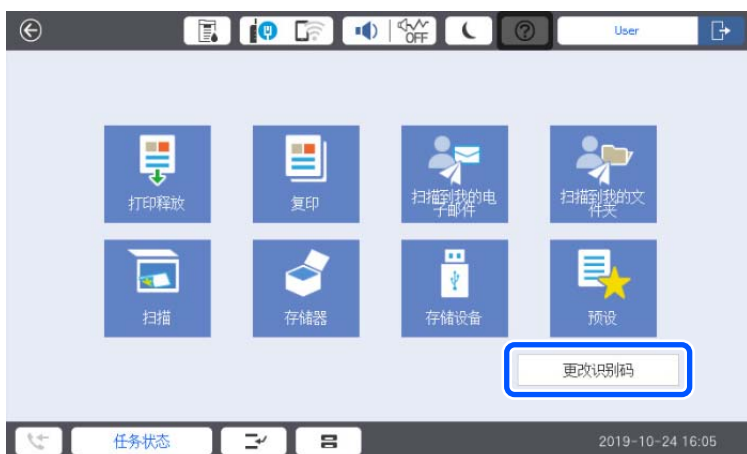 OFF
User
打印释放
复印
扫描到我的电
子邮件
扫描到我的文
件夹
扫描
存储器
存储设备
预设
更改识别码
任务状态
2019-10-24 16:05